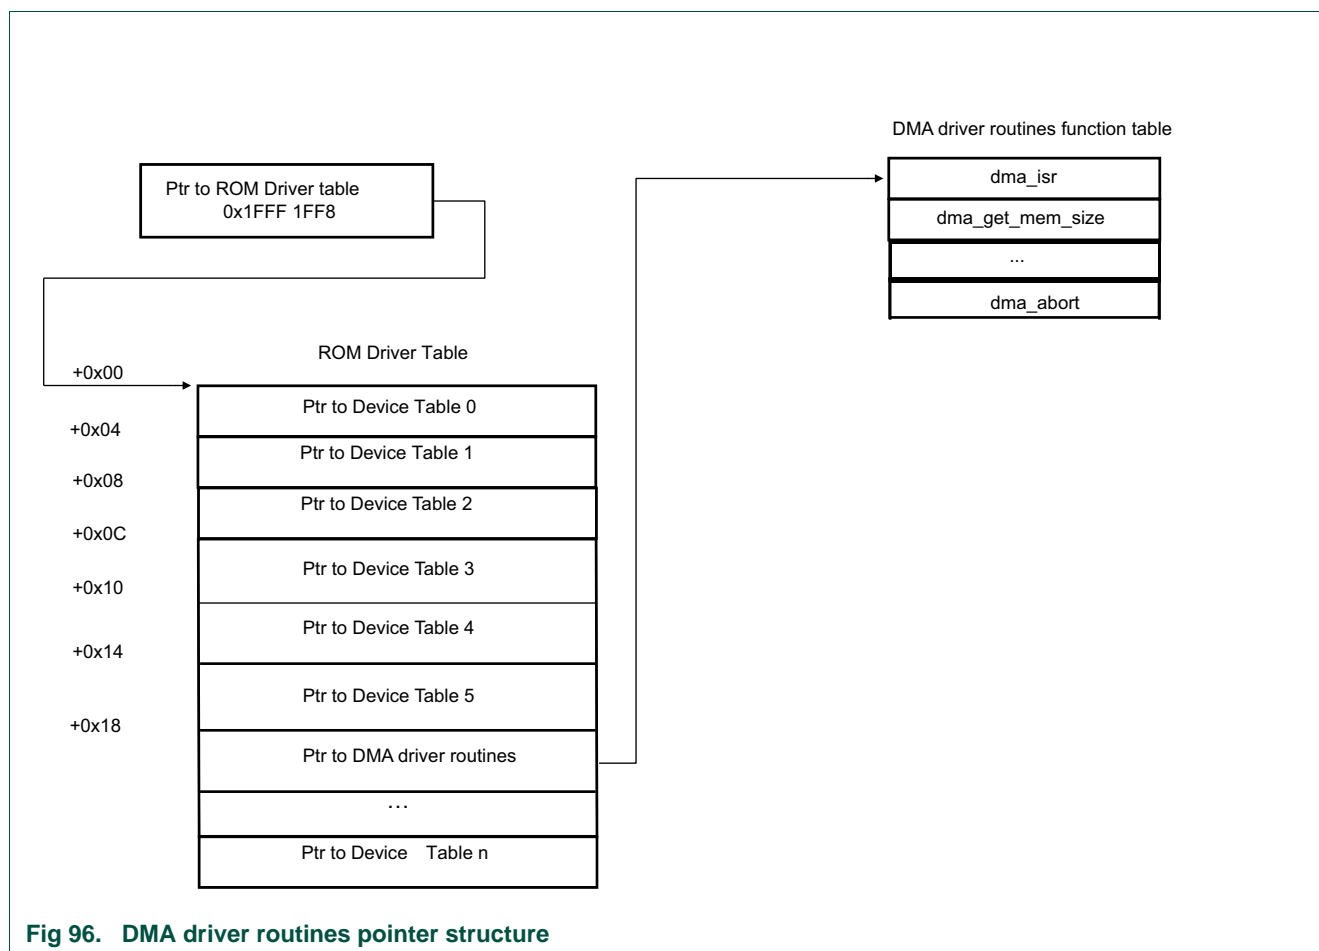 DMA driver routines function table
Ptr to ROM Driver table
0x1FFF 1FF8
dma_isr
dma_get_mem_size
...
dma_abort
ROM Driver Table
+0x00
Ptr to Device Table 0
+0x04
Ptr to Device Table 1
+0x08
Ptr to Device Table 2
+0x0C
Ptr to Device Table 3
+0x10
Ptr to Device Table 4
+0x14
Ptr to Device Table 5
+0x18
Ptr to DMA driver routines
...
Ptr to Device Table n
Fig 96. DMA driver routines pointer structure